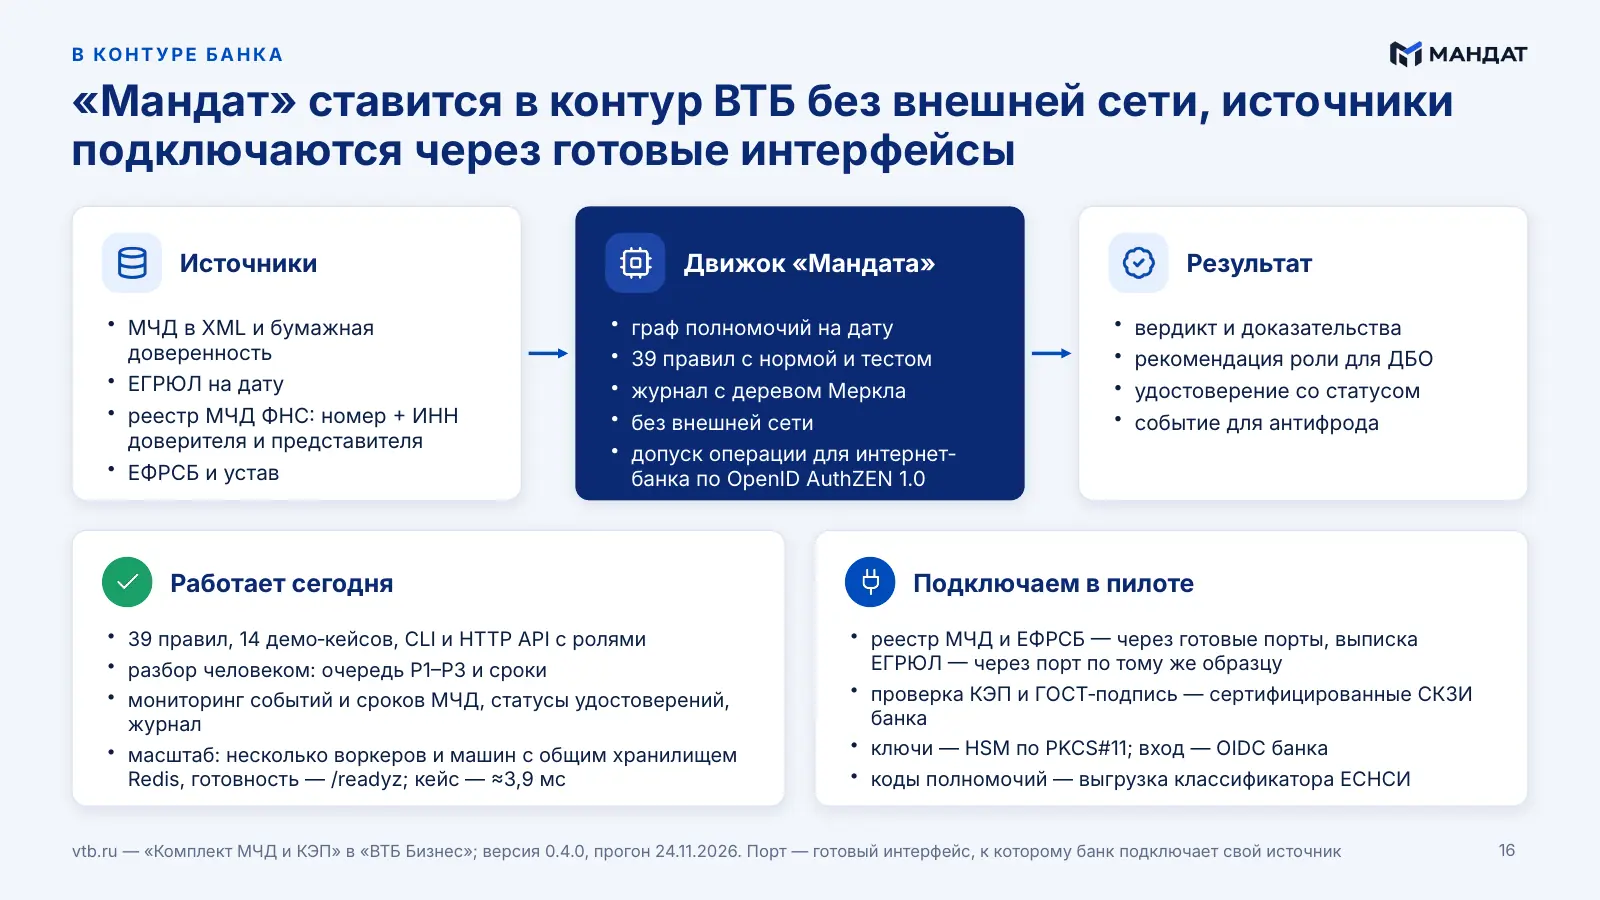 В КОНТУРЕ БАНКА
МАНДАТ
«Мандат» ставится в контур ВТБ без внешней сети, источники
подключаются через готовые интерфейсы
Источники
• МЧД в XML и бумажная
доверенность
• ЕГРЮЛ на дату
• реестр МЧД ФНС: номер + ИНН
доверителя и представителя
• ЕФРСБ и устав
Движок «Мандата»
• граф полномочий на дату
• 39 правил с нормой и тестом
• журнал с деревом Меркла
• без внешней сети
• допуск операции для интернет-
банка по OpenID AuthZEN 1.0
Результат
• вердикт и доказательства
• рекомендация роли для ДБО
• удостоверение со статусом
• событие для антифрода
Работает сегодня
• 39 правил, 14 демо-кейсов, CLI и HTTP API с ролями
• разбор человеком: очередь P1–P3 и сроки
• мониторинг событий и сроков МЧД, статусы удостоверений,
журнал
• масштаб: несколько воркеров и машин с общим хранилищем
Redis, готовность — /readyz; кейс — ≈3,9 мс
Подключаем в пилоте
• реестр МЧД и ЕФРСБ — через готовые порты, выписка
ЕГРЮЛ — через порт по тому же образцу
• проверка КЭП и ГОСТ-подпись — сертифицированные СКЗИ
банка
• ключи — HSM по PKCS#11; вход — OIDC банка
• коды полномочий — выгрузка классификатора ЕСНСИ
vtb.ru — «Комплект МЧД и КЭП» в «ВТБ Бизнес»; версия 0.4.0, прогон 24.11.2026. Порт — готовый интерфейс, к которому банк подключает свой источник
16